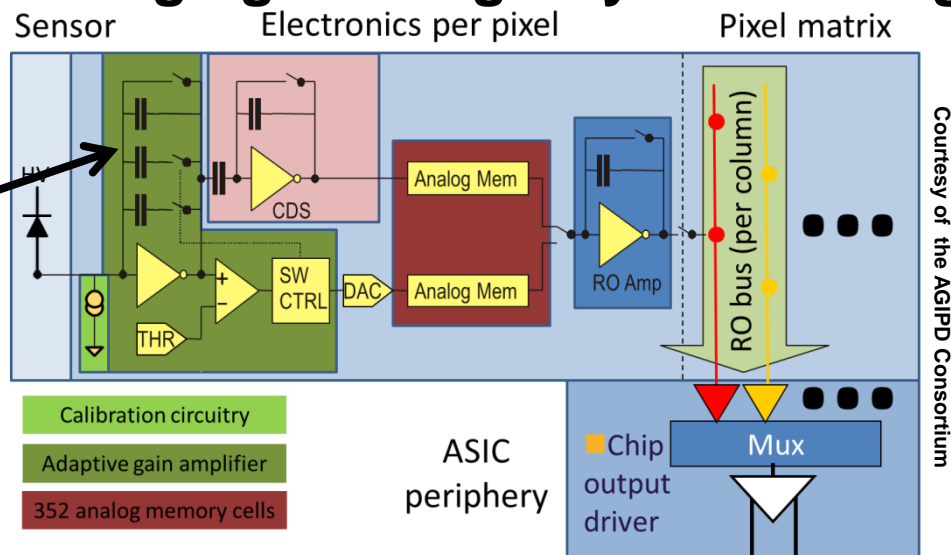 Sensor
Electronics per pixel
Pixel matrix
HV
CDS
Analog Mem
Analog Mem
SW
CTRL
DAC
THR
+
−
RO Amp
RO bus (per column)
Courtesy of the AGIPD Consortium
Calibration circuitry
Adaptive gain amplifier
352 analog memory cells
ASIC
periphery
Chip
output
driver
Mux